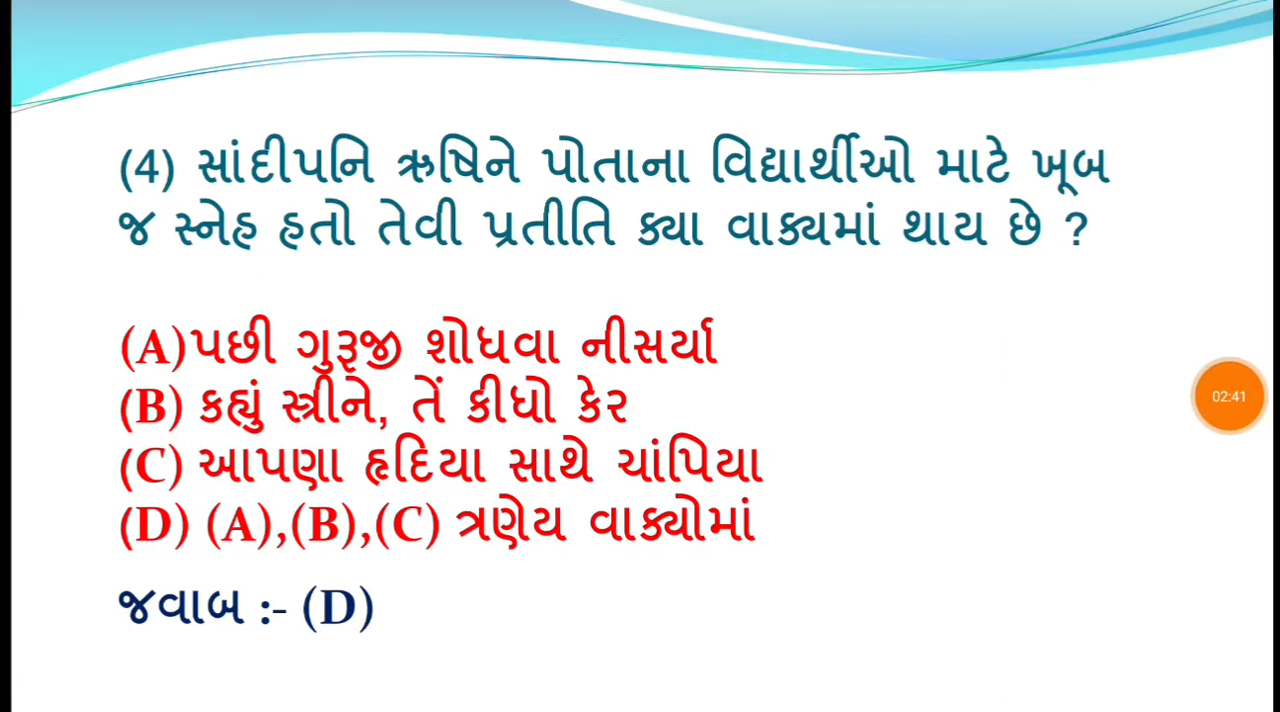 (4) સાંદીપનિ ઋષિને પોતાના વિદ્યાર્થીઓ માટે ખૂબ
જ સ્નેહ હતો તેવી પ્રતીતિ ક્યા વાક્યમાં થાય છે ?
(A)પછી ગુરૂજી શોધવા નીસર્યા
(B) કહ્યું સ્ત્રીને, તેં કીધો કેર
(C) આપણા હૃદિયા સાથે ચાંપિયા
(D) (A),(B),(C) ત્રણેય વાક્યોમાં
જવાબ :- (D)
02:41